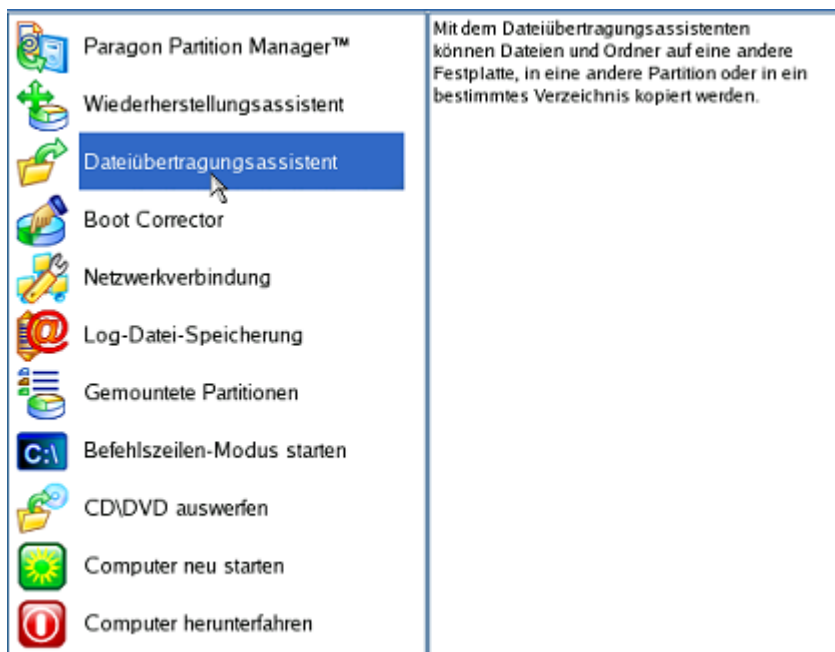 Paragon Partition Manager™
Wiederherstellungsassistent
Dateiübertragungsassistent
Boot Corrector
Netzwerkverbindung
Log-Datei-Speicherung
Gemountete Partitionen
C:\
Befehlszeilen-Modus starten
CD\DVD auswerfen
Computer neu starten
Computer herunterfahren
Mit dem Dateiübertragungsassistenten
können Dateien und Ordner auf eine andere
Festplatte, in eine andere Partition oder in ein
bestimmtes Verzeichnis kopiert werden.